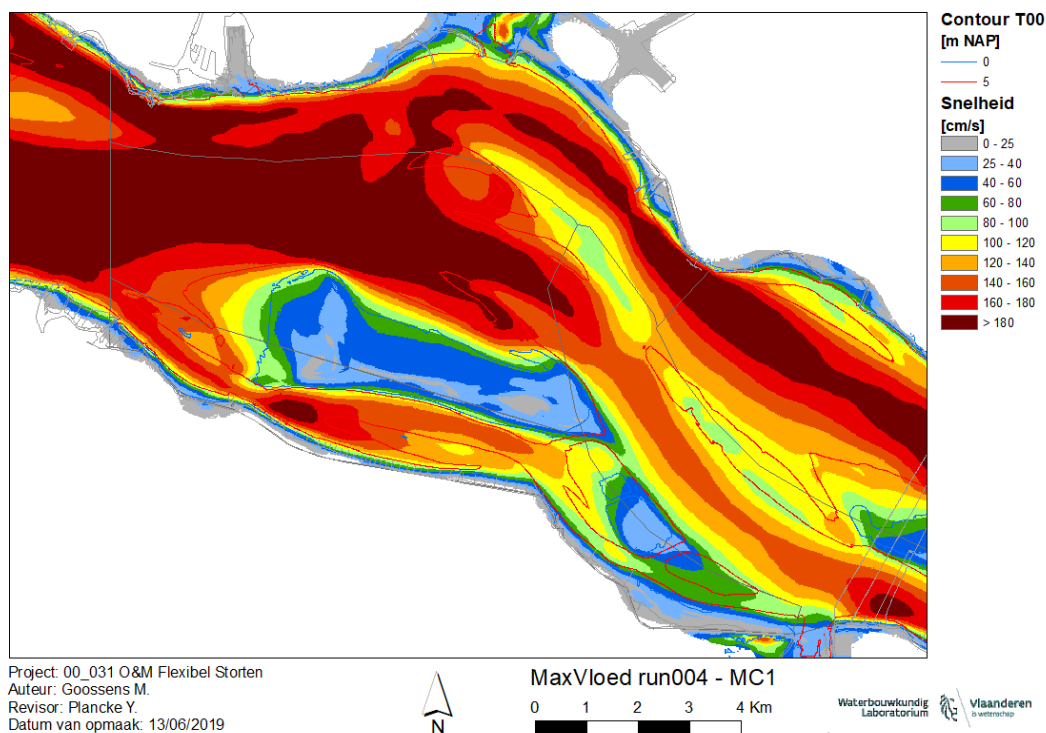 Contour T00
[m NAP]
0
5
Snelheid
[cm/s]
0 - 25
25 - 40
40 - 60
60 - 80
80 - 100
100 - 120
120 - 140
140 - 160
160 - 180
> 180
Project: 00_031 O&M Flexibel Storten
Auteur: Goossens M.
Revisor: Plancke Y.
Datum van opmaak: 13/06/2019
N
MaxVloed run004 - MC1
0 1 2 3 4 Km
Waterbouwkundig
Laboratorium
Vlaanderen
is wetenschap